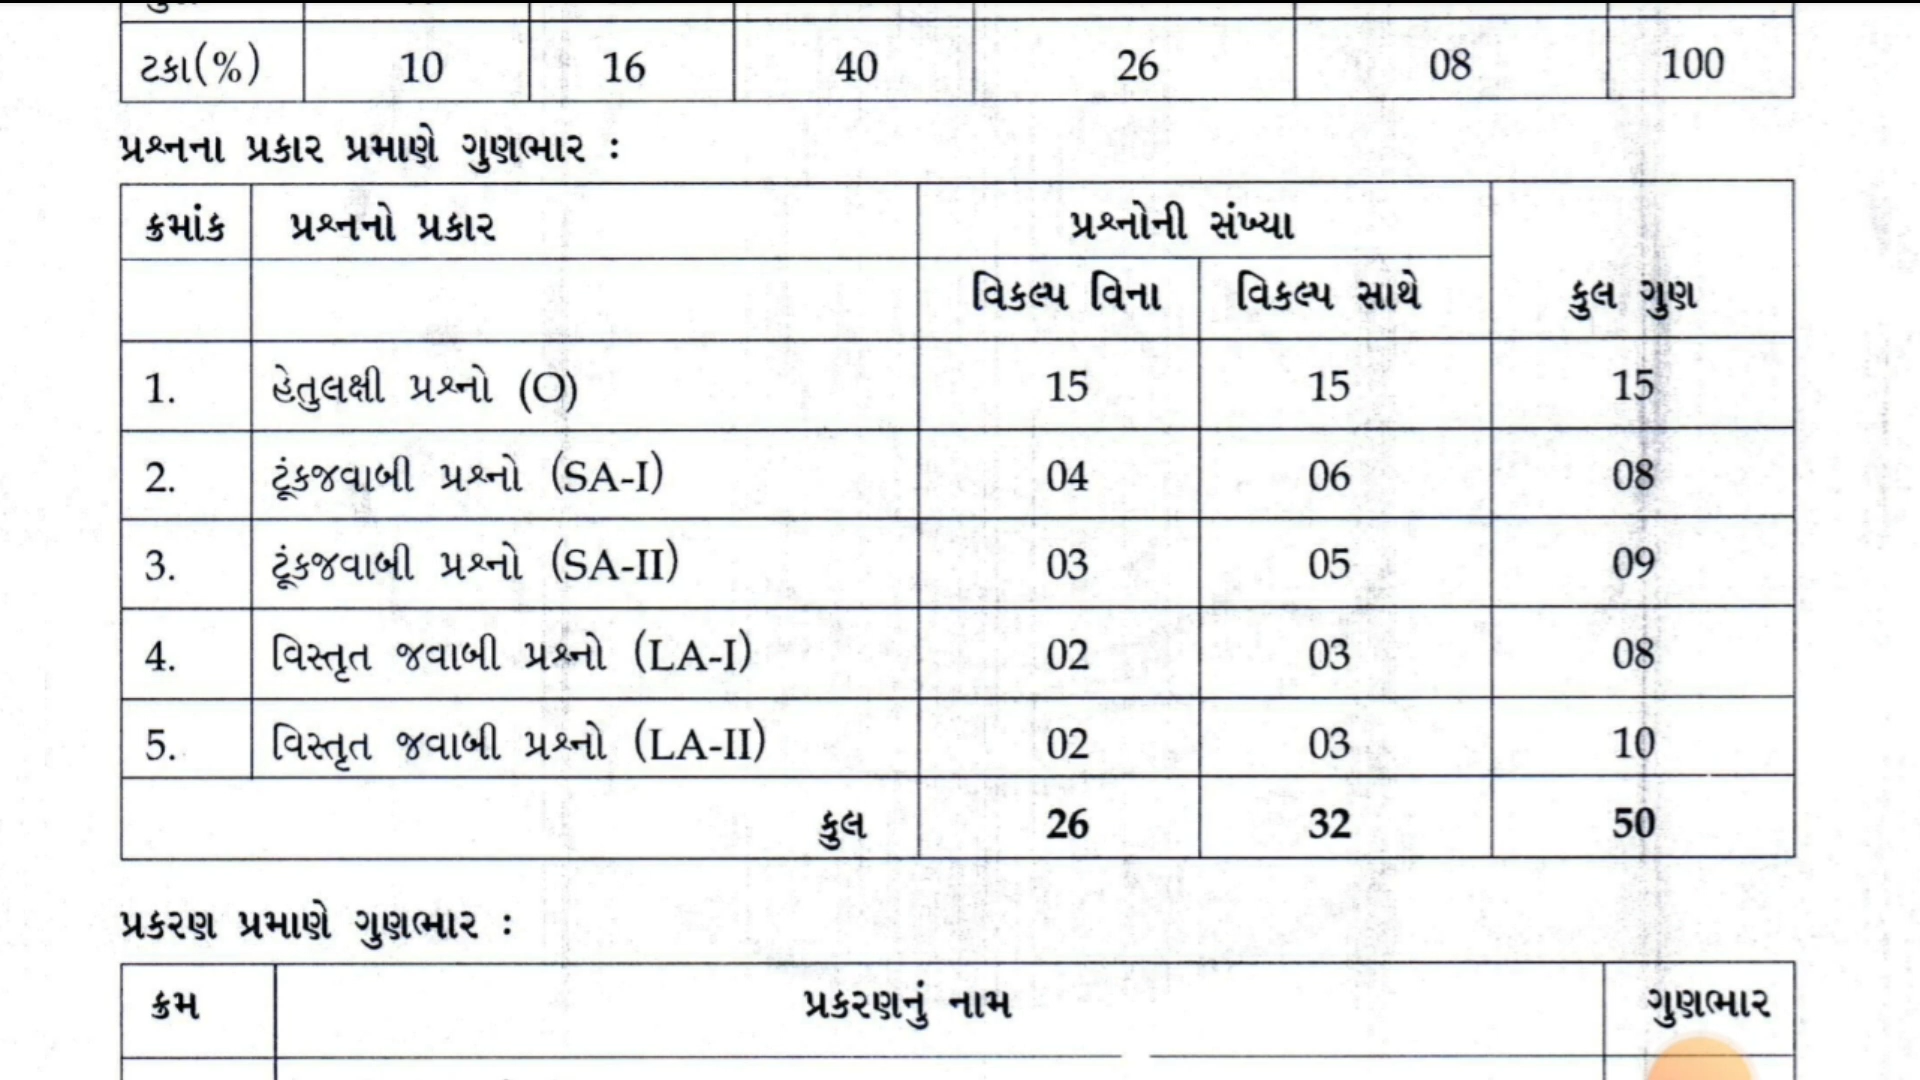 ટકા(%) 10 16 40 26 08 100
પ્રશ્નના પ્રકાર પ્રમાણે ગુણભાર :
ક્રમાંક પ્રશ્નનો પ્રકાર પ્રશ્નોની સંખ્યા
વિકલ્પ વિના વિકલ્પ સાથે કુલ ગુણ
1. હેતુલક્ષી પ્રશ્નો (O) 15 15 15
2. ટૂંકજવાબી પ્રશ્નો (SA-I) 04 06 08
3. ટૂંકજવાબી પ્રશ્નો (SA-II) 03 05 09
4. વિસ્તૃત જવાબી પ્રશ્નો (LA-I) 02 03 08
5. વિસ્તૃત જવાબી પ્રશ્નો (LA-II) 02 03 10
કુલ 26 32 50
પ્રકરણ પ્રમાણે ગુણભાર :
ક્રમ પ્રકરણનું નામ ગુણભાર